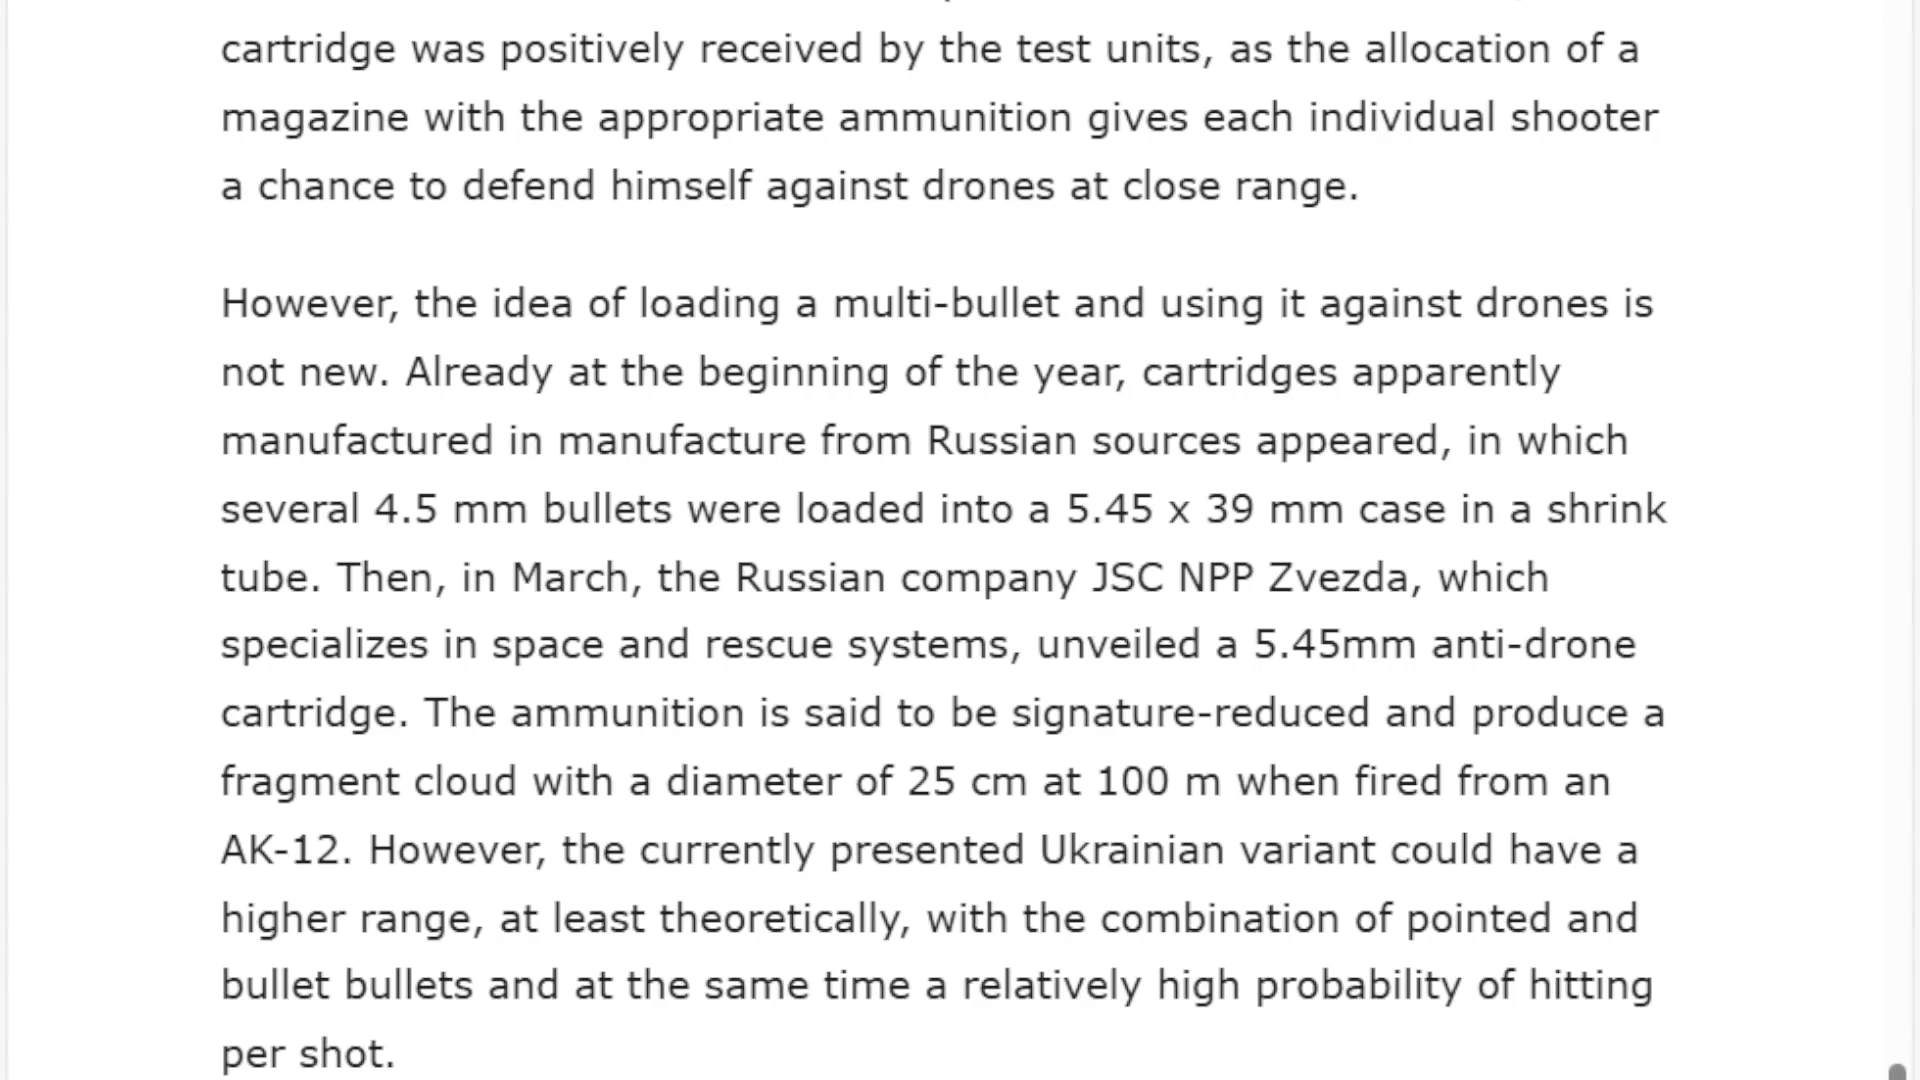 cartridge was positively received by the test units, as the allocation of a
magazine with the appropriate ammunition gives each individual shooter
a chance to defend himself against drones at close range.
However, the idea of loading a multi-bullet and using it against drones is
not new. Already at the beginning of the year, cartridges apparently
manufactured in manufacture from Russian sources appeared, in which
several 4.5 mm bullets were loaded into a 5.45 x 39 mm case in a shrink
tube. Then, in March, the Russian company JSC NPP Zvezda, which
specializes in space and rescue systems, unveiled a 5.45mm anti-drone
cartridge. The ammunition is said to be signature-reduced and produce a
fragment cloud with a diameter of 25 cm at 100 m when fired from an
AK-12. However, the currently presented Ukrainian variant could have a
higher range, at least theoretically, with the combination of pointed and
bullet bullets and at the same time a relatively high probability of hitting
per shot.